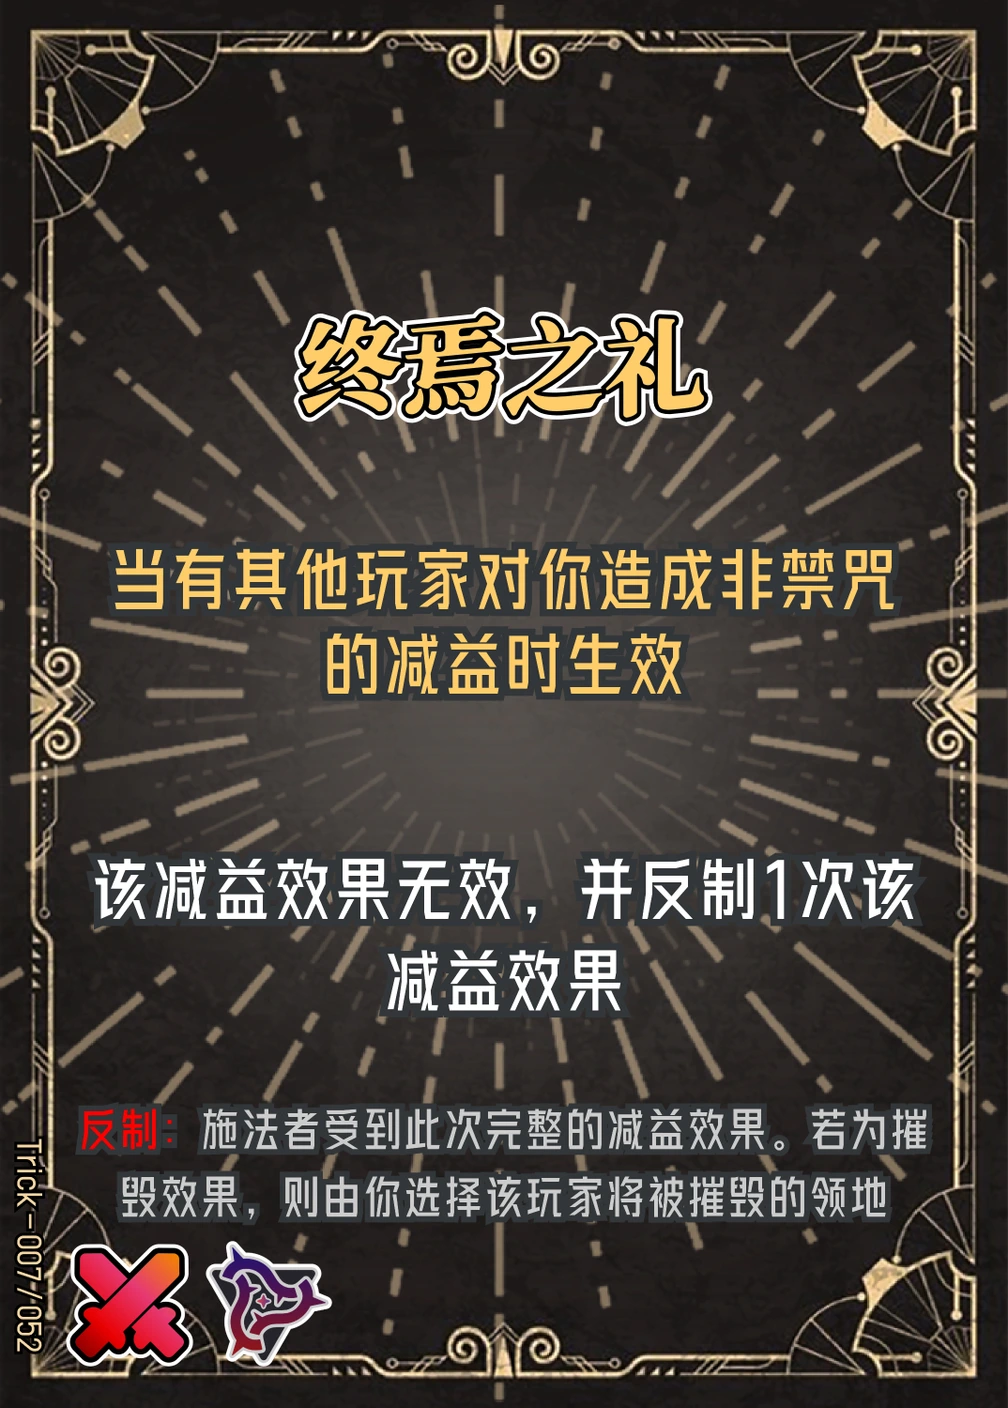 终焉之礼
当有其他玩家对你造成非禁咒
的减益时生效
该减益效果无效，并反制1次该
减益效果
反制：施法者受到此次完整的减益效果。若为摧
毁效果，则由你选择该玩家将被摧毁的领地
Trick-007/052